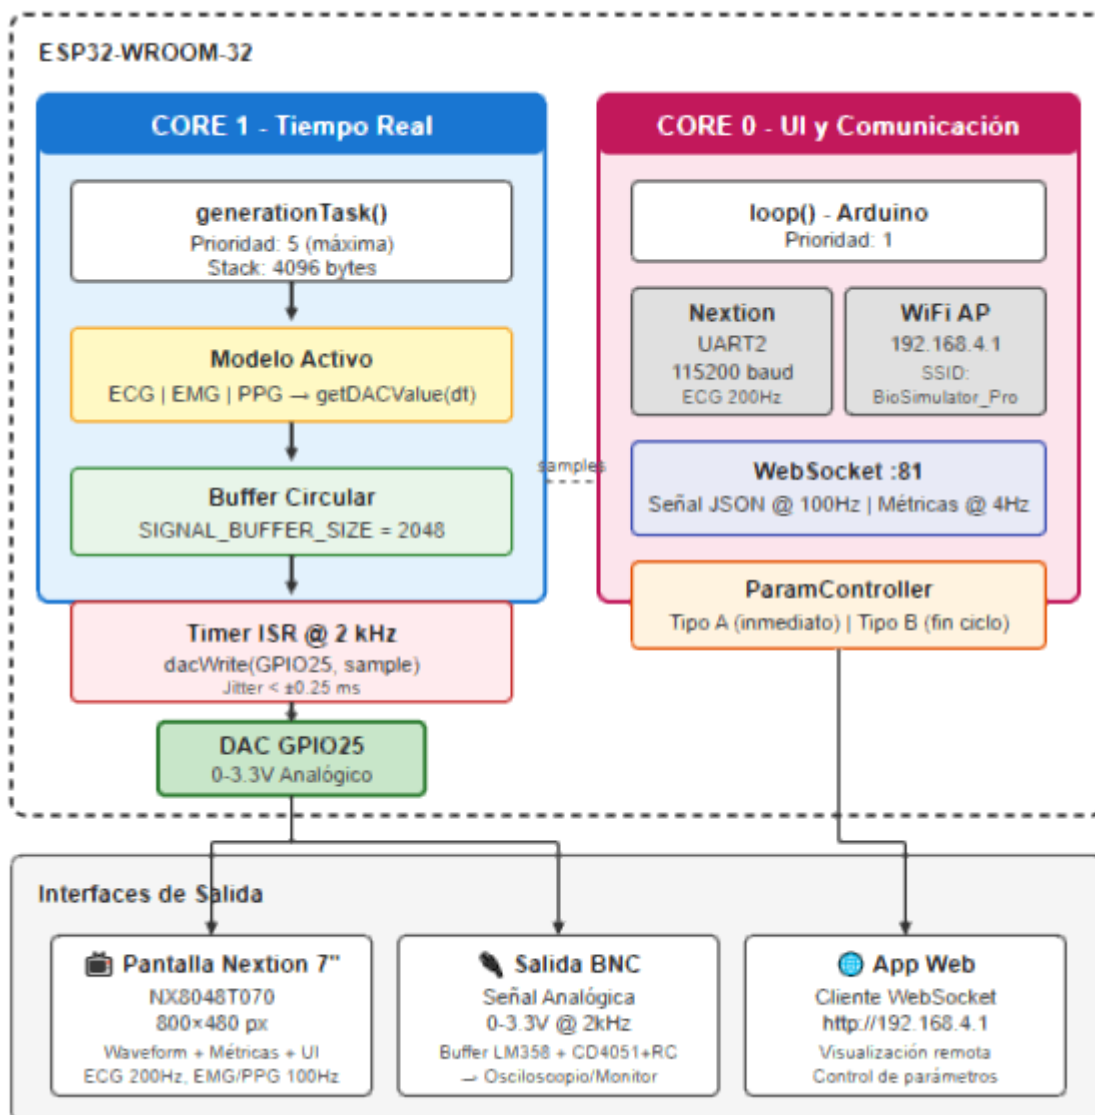 ESP32-WROOM-32
CORE 1 - Tiempo Real
generationTask()
Prioridad: 5 (máxima)
Stack: 4096 bytes
Modelo Activo
ECG | EMG | PPG → getDACValue(dt)
Buffer Circular
SIGNAL_BUFFER_SIZE = 2048
Timer ISR @ 2 kHz
dacWrite(GPIO25, sample)
Jitter < ±0.25 ms
DAC GPIO25
0-3.3V Analógico
samples
CORE 0 - UI y Comunicación
loop() - Arduino
Prioridad: 1
Nextion
UART2
115200 baud
ECG 200Hz
WiFi AP
192.168.4.1
SSID:
BioSimulator_Pro
WebSocket :81
Señal JSON @ 100Hz | Métricas @ 4Hz
ParamController
Tipo A (inmediato) | Tipo B (fin ciclo)
Interfaces de Salida
Pantalla Nextion 7"
NX8048T070
800×480 px
Waveform + Métricas + UI
ECG 200Hz, EMG/PPG 100Hz
Salida BNC
Señal Analógica
0-3.3V @ 2kHz
Buffer LM358 + CD4051+RC
→ Osciloscopio/Monitor
App Web
Cliente WebSocket
http://192.168.4.1
Visualización remota
Control de parámetros